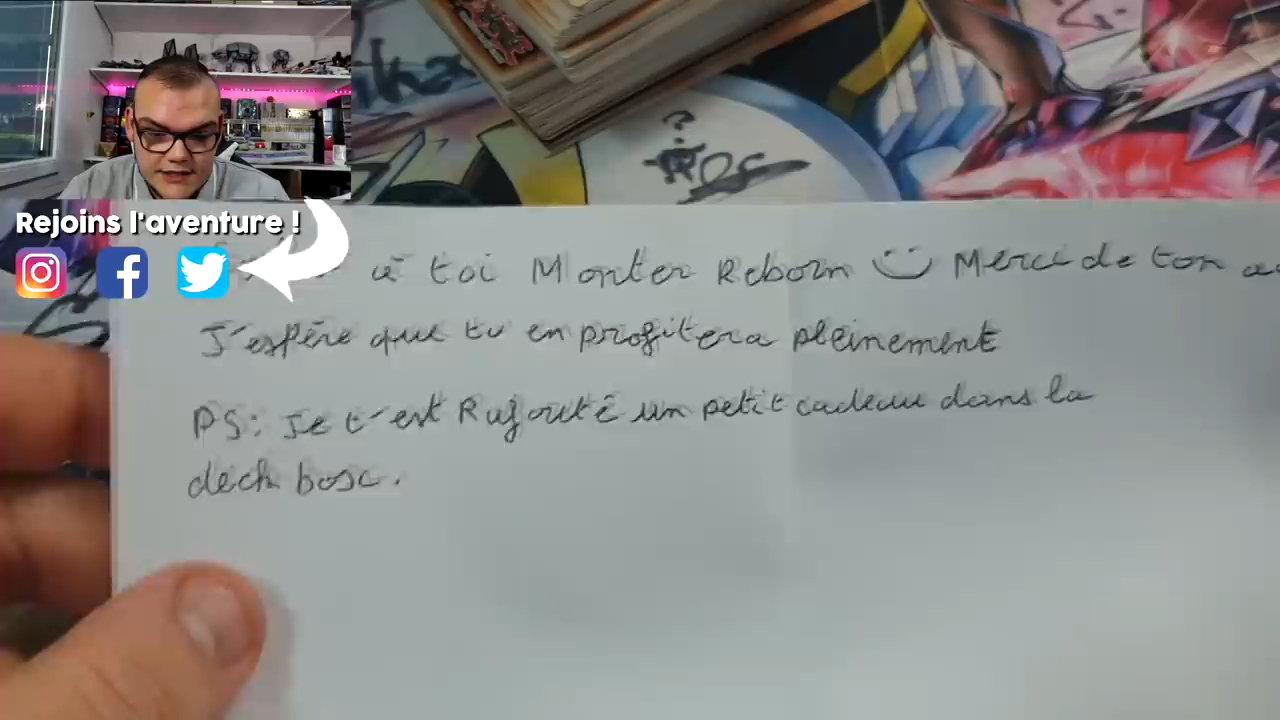 Rejoins l'aventure !
à toi Monter Reborn :) Merci de ton
J'espère que tu en profitera pleinement
PS: Je t'est Rajouté un petit cadeau dans la
deck box.